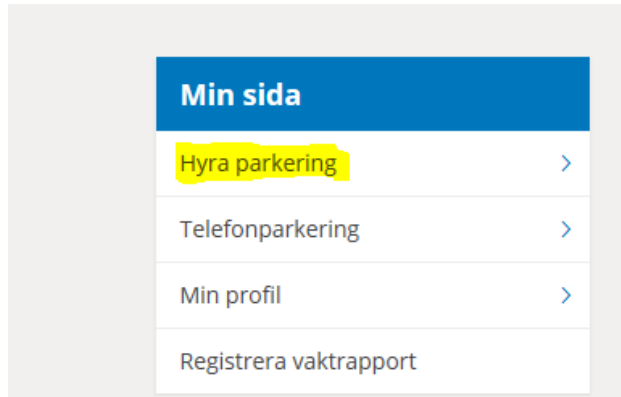 Min sida
Hyra parkering
Telefonparkering
Min profil
Registrera vaktrapport